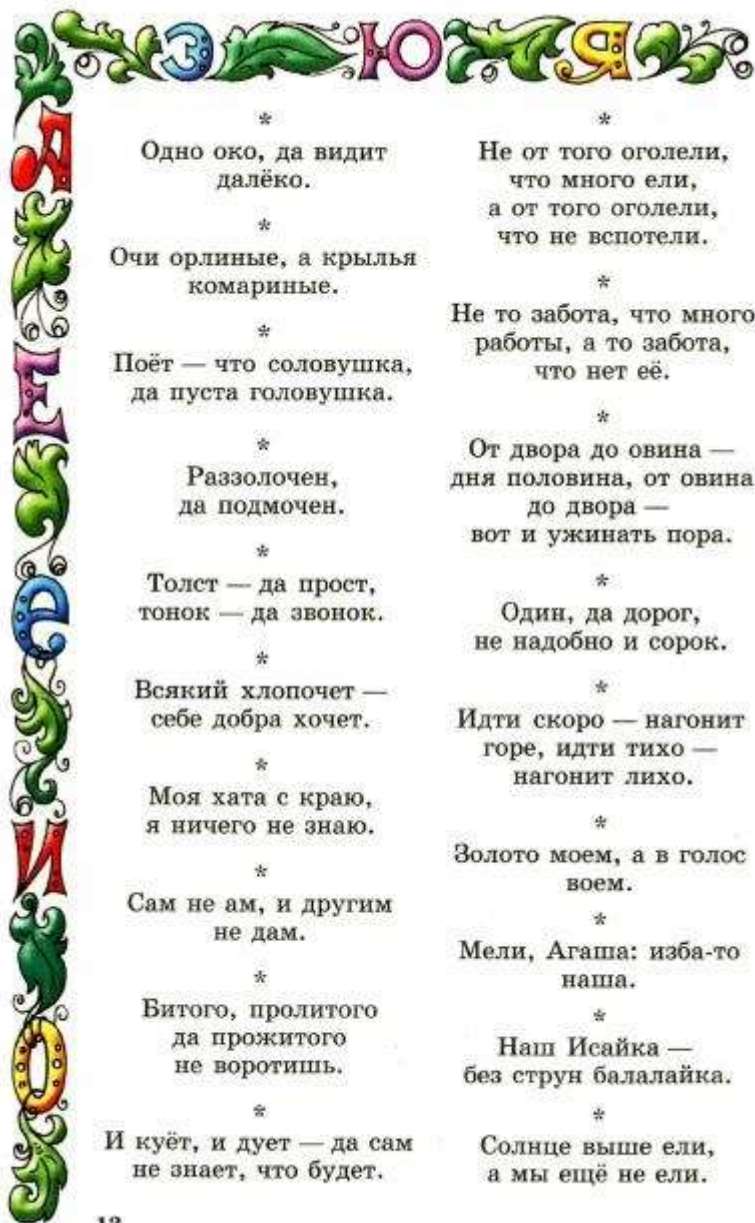 З Ю Я
А
Е
Е
И
О
*
Одно око, да видит
далёко.
*
Очи орлиные, а крылья
комариные.
*
Поёт — что соловушка,
да пуста головушка.
*
Раззолочен,
да подмочен.
*
Толст — да прост,
тонок — да звонок.
*
Всякий хлопочет —
себе добра хочет.
*
Моя хата с краю,
я ничего не знаю.
*
Сам не ам, и другим
не дам.
*
Битого, пролитого
да прожитого
не воротишь.
*
И куёт, и дует — да сам
не знает, что будет.
*
Не от того оголели,
что много ели,
а от того оголели,
что не вспотели.
*
Не то забота, что много
работы, а то забота,
что нет её.
*
От двора до овина —
дня половина, от овина
до двора —
вот и ужинать пора.
*
Один, да дорог,
не надобно и сорок.
*
Идти скоро — нагонит
горе, идти тихо —
нагонит лихо.
*
Золото моем, а в голос
воем.
*
Мели, Агаша: изба-то
наша.
*
Наш Исайка —
без струн балалайка.
*
Солнце выше ели,
а мы ещё не ели.